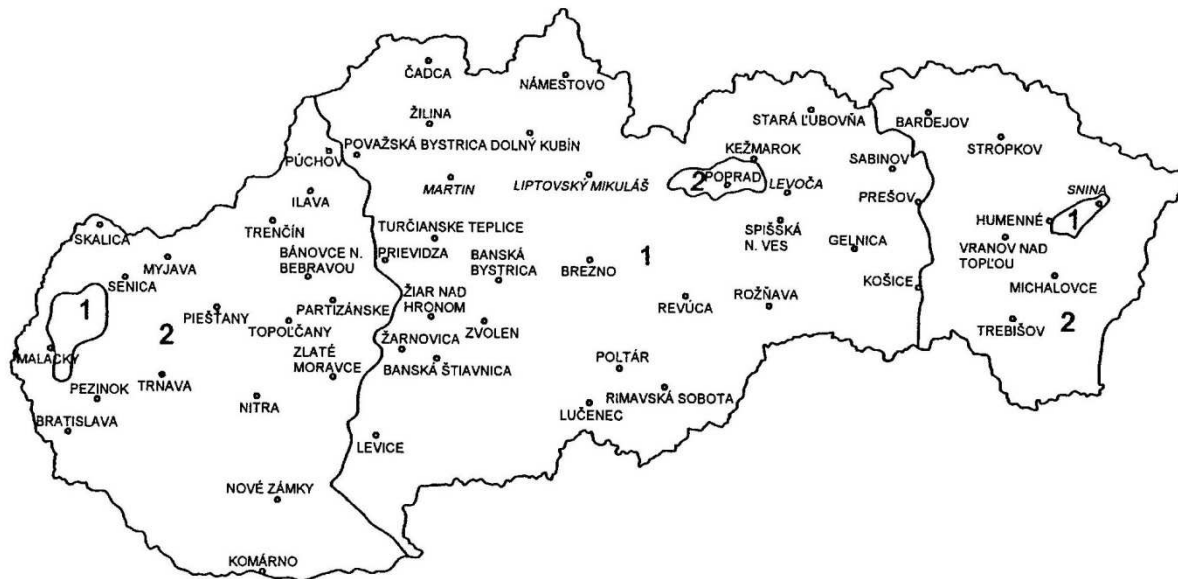 ČADCA
NÁMESTOVO
ŽILINA
STARÁ ĽUBOVŇA
BARDEJOV
POVAŽSKÁ BYSTRICA
DOLNÝ KUBÍN
STROPKOV
PÚCHOV
KEŽMAROK
SABINOV
MARTIN
LIPTOVSKÝ MIKULÁŠ
2
POPRAD
LEVOČA
ILAVA
PREŠOV
SNINA
SKALICA
TRENČÍN
TURČIANSKE TEPLICE
SPIŠSKÁ
N. VES
HUMENNÉ
1
MYJAVA
BÁNOVCE N.
BEBRAVOU
PRIEVIDZA
BANSKÁ
BYSTRICA
BREZNO
1
GELNICA
VRANOV NAD
TOPĽOU
SENICA
KOŠICE
MICHALOVCE
1
PIEŠTANY
2
PARTIZÁNSKE
TOPOĽČANY
ŽIAR NAD
HRONOM
ZVOLEN
REVÚCA
ROŽŇAVA
TREBIŠOV
2
MALACKY
ZLATÉ
MORAVCE
ŽARNOVICA
BANSKÁ ŠTIAVNICA
POLTÁR
PEZINOK
TRNAVA
NITRA
RIMAVSKÁ SOBOTA
BRATISLAVA
LUČENEC
LEVICE
NOVÉ ZÁMKY
KOMÁRNO